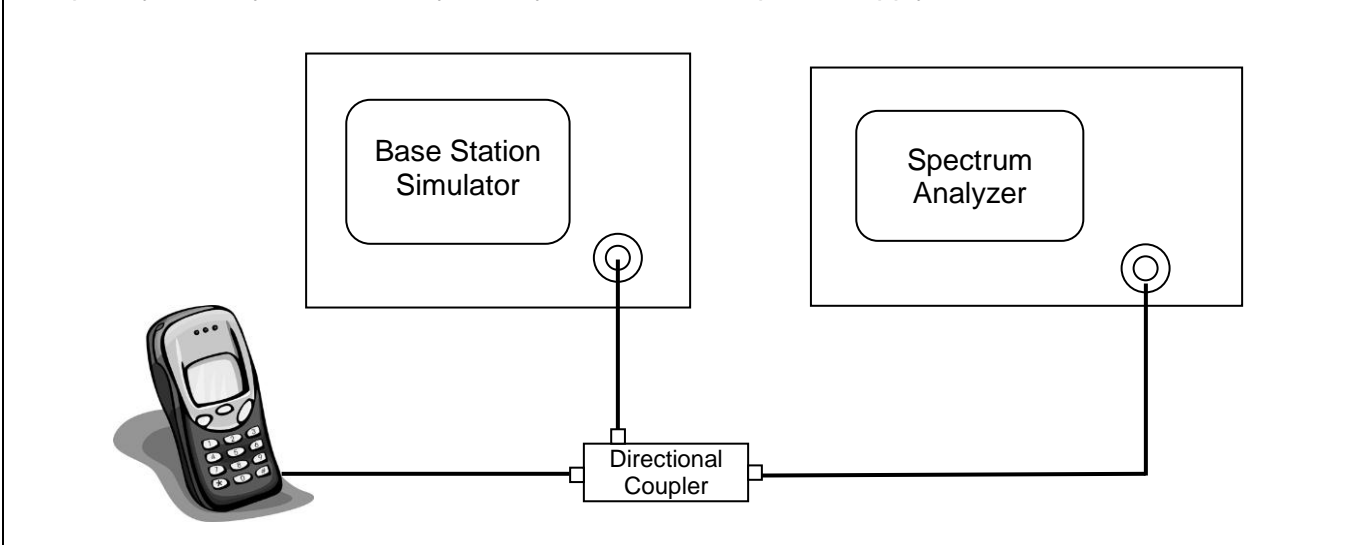 Base Station
Simulator
Spectrum
Analyzer
Directional
Coupler